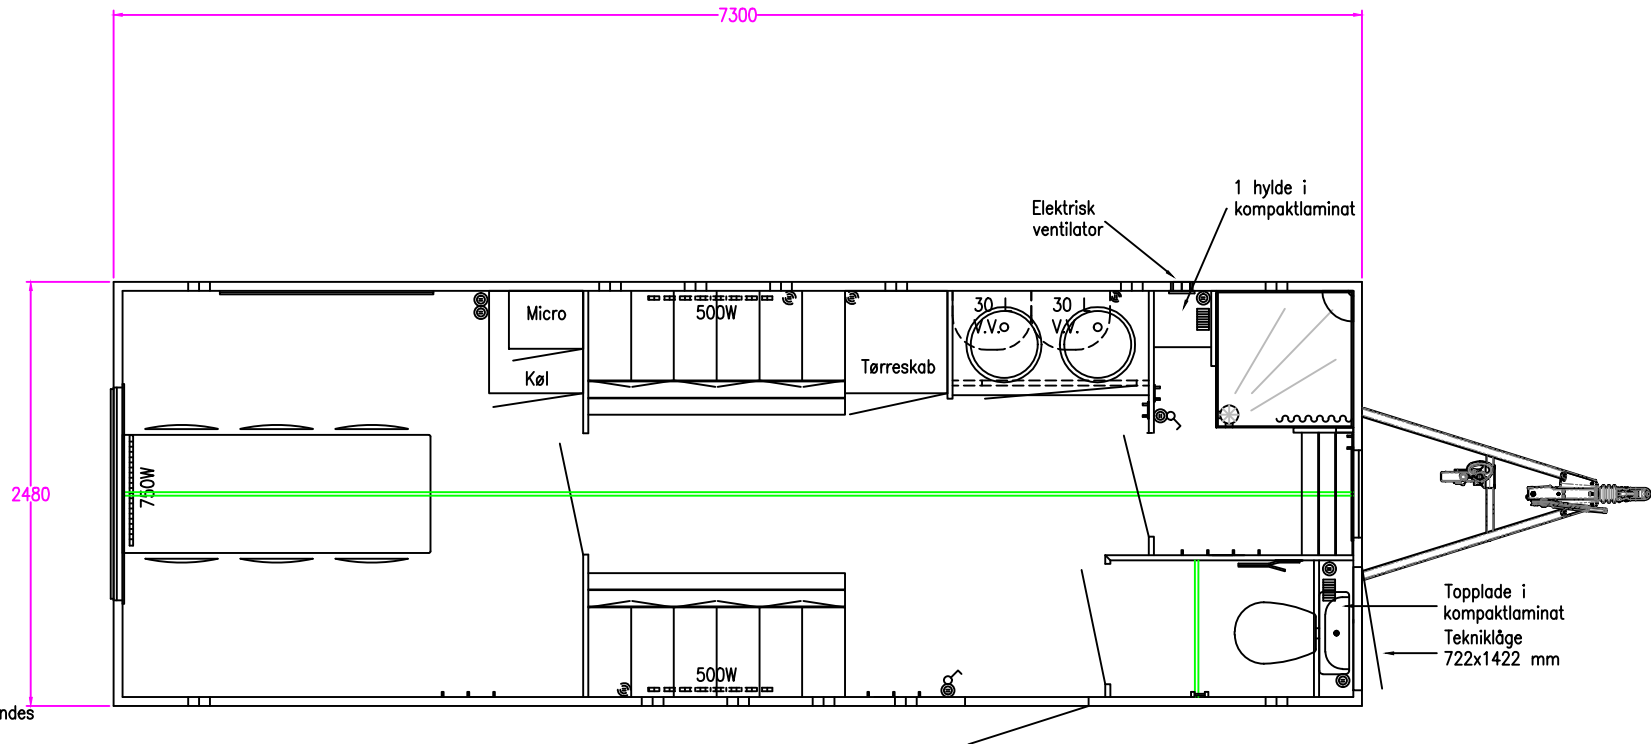 7300
1 hylde i
kompaktlaminat
Elektrisk
ventilator
Micro
500W
30 L
V.V.
30 L
V.V.
Køl
Tørreskab
750W
2480
Topplade i
kompaktlaminat
Tekniklåge
722x1422 mm
500W
ndes